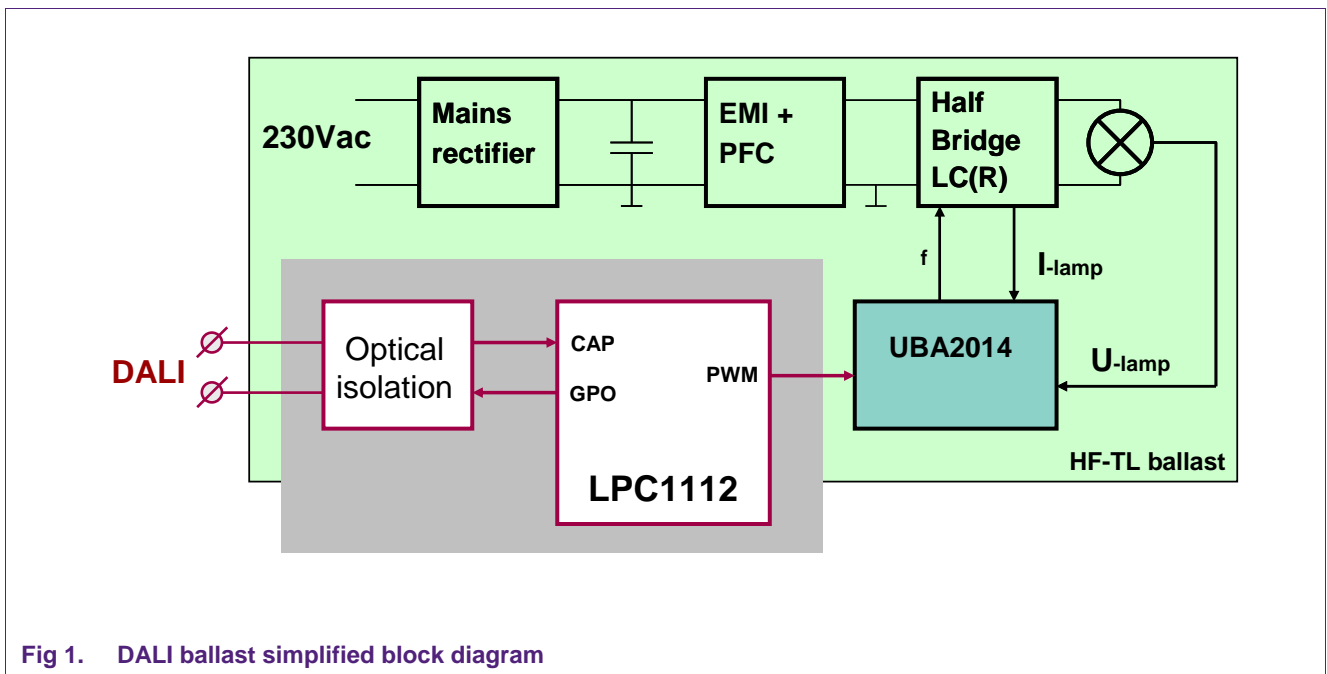 230Vac
Mains
rectifier
EMI +
PFC
Half
Bridge
LC(R)
f
I-lamp
DALI
Optical
isolation
CAP
GPO
PWM
LPC1112
UBA2014
U-lamp
HF-TL ballast
Fig 1. DALI ballast simplified block diagram